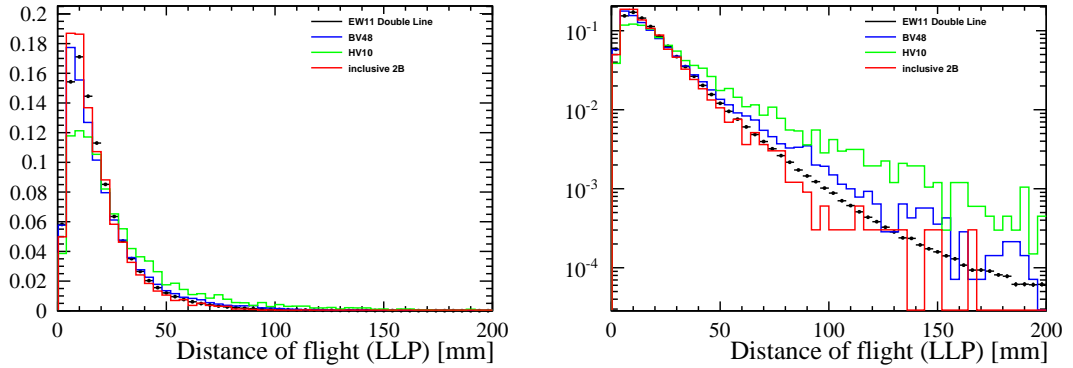 0.2
0.18
0.16
0.14
0.12
0.1
0.08
0.06
0.04
0.02
0
EW11 Double Line
BV48
HV10
inclusive 2B
0 50 100 150 200
Distance of flight (LLP) [mm]
10-1
10-2
10-3
10-4
EW11 Double Line
BV48
HV10
inclusive 2B
0 50 100 150 200
Distance of flight (LLP) [mm]